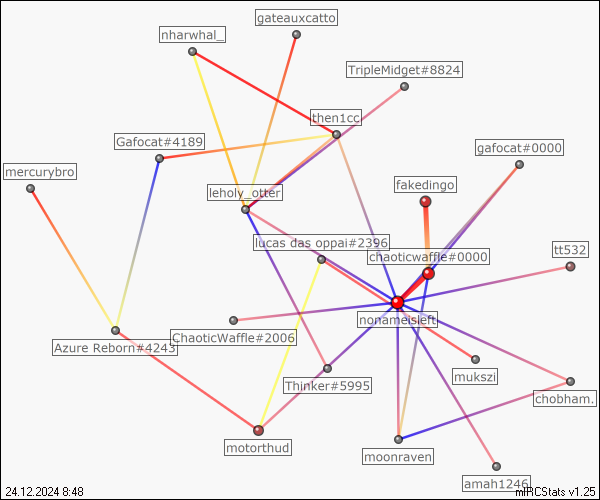 gateauxcatto
nharwhal_
TripleMidget#8824
then1cc
Gafocat#4189
gafocat#0000
mercurybro
fakedingo
leholy_otter
lucas das oppai#2396
chaoticwaffle#0000
tt532
nonameisleft
ChaoticWaffle#2006
Azure Reborn#4243
mukszi
Thinker#5995
chobham.
motorthud
moonraven
amah1246
24.12.2024 8:48
mIRCStats v1.25